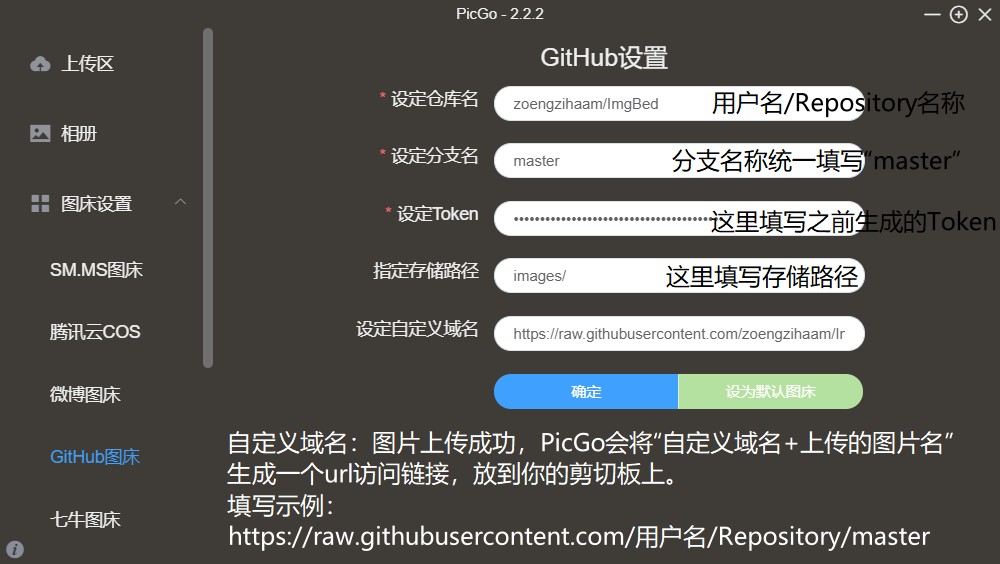 PicGo - 2.2.2
上传区
相册
图床设置
SM.MS图床
腾讯云COS
微博图床
GitHub图床
七牛图床
GitHub设置
* 设定仓库名 zoengzihaam/ImgBed 用户名/Repository名称
* 设定分支名 master 分支名称统一填写“master”
* 设定Token 这里填写之前生成的Token
指定存储路径 images/ 这里填写存储路径
设定自定义域名 https://raw.githubusercontent.com/zoengzihaam/Ir
确定 设为默认图床
自定义域名：图片上传成功，PicGo会将“自定义域名+上传的图片名”
生成一个url访问链接，放到你的剪切板上。
填写示例：
https://raw.githubusercontent.com/用户名/Repository/master